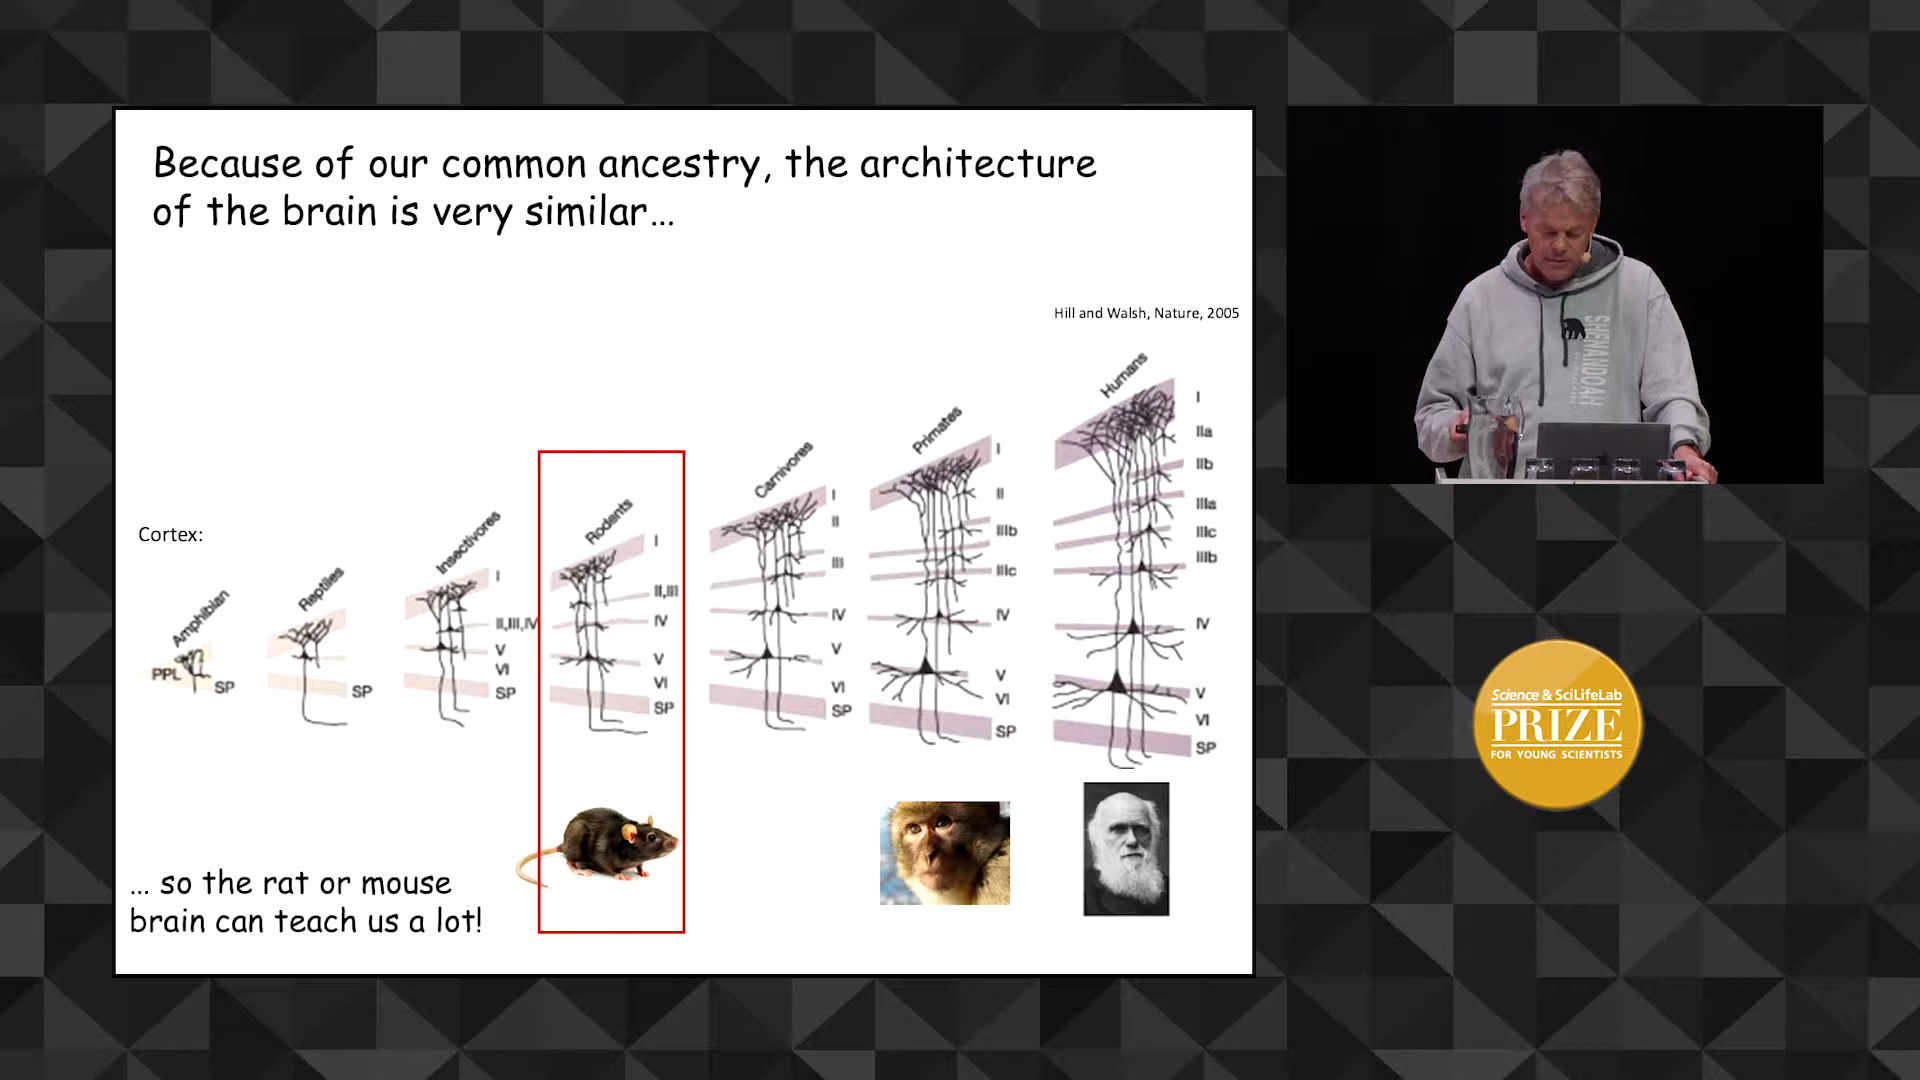 Because of our common ancestry, the architecture
of the brain is very similar…
Hill and Walsh, Nature, 2005
Cortex:
Amphibian
PPL
SP
Reptiles
SP
Insectivores
I
II,III,IV
V
VI
SP
Rodents
I
II,III
IV
V
VI
SP
Carnivores
I
II
III
IV
V
VI
SP
Primates
I
II
IIIb
IIIc
IV
V
VI
SP
Humans
I
IIa
IIb
IIIa
IIIc
IIIb
IV
V
VI
SP
… so the rat or mouse
brain can teach us a lot!
SHENANDOAH
Science & SciLifeLab
PRIZE
FOR YOUNG SCIENTISTS